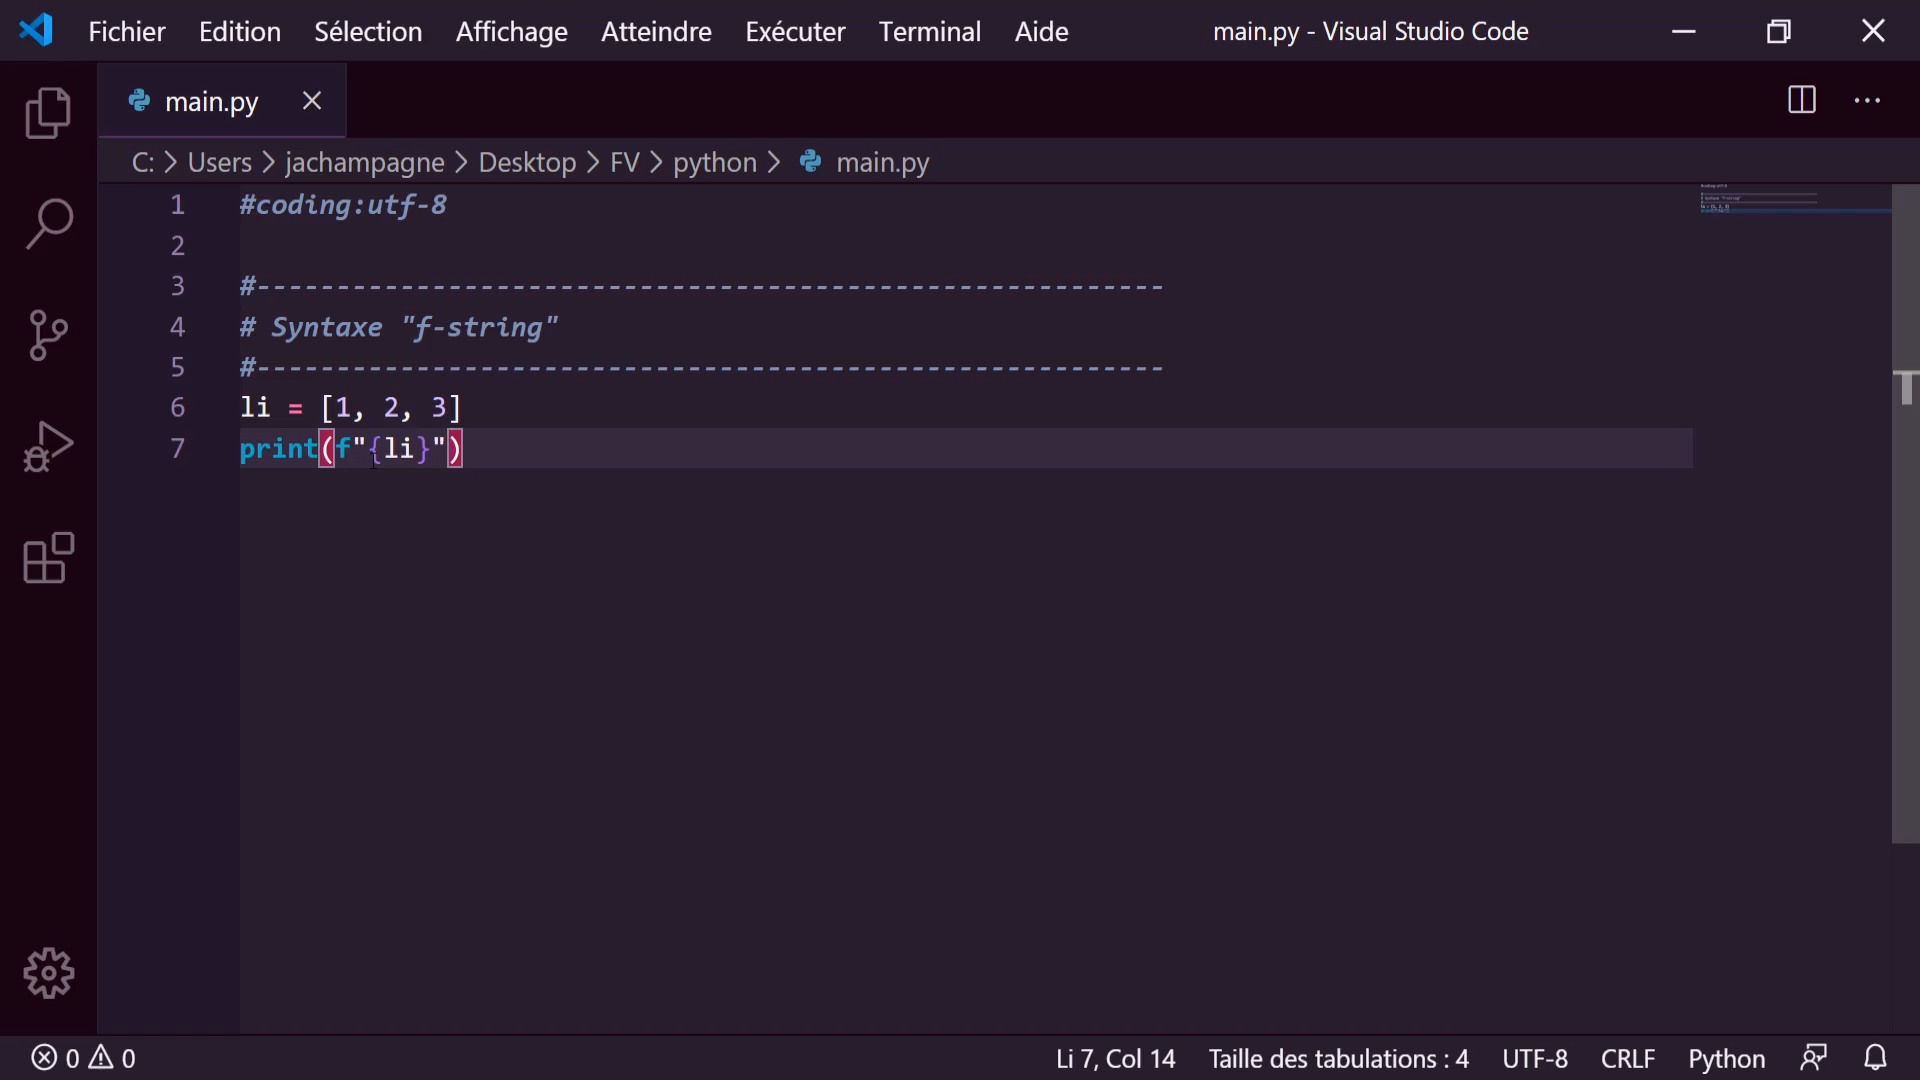 Fichier Edition Sélection Affichage Atteindre Exécuter Terminal Aide main.py - Visual Studio Code
main.py
C: > Users > jachampagne > Desktop > FV > python > main.py
1 #coding:utf-8
2
3 #---------------------------------------------------------
4 # Syntaxe "f-string"
5 #---------------------------------------------------------
6 li = [1, 2, 3]
7 print(f"{li}")
0 0 Li 7, Col 14 Taille des tabulations : 4 UTF-8 CRLF Python